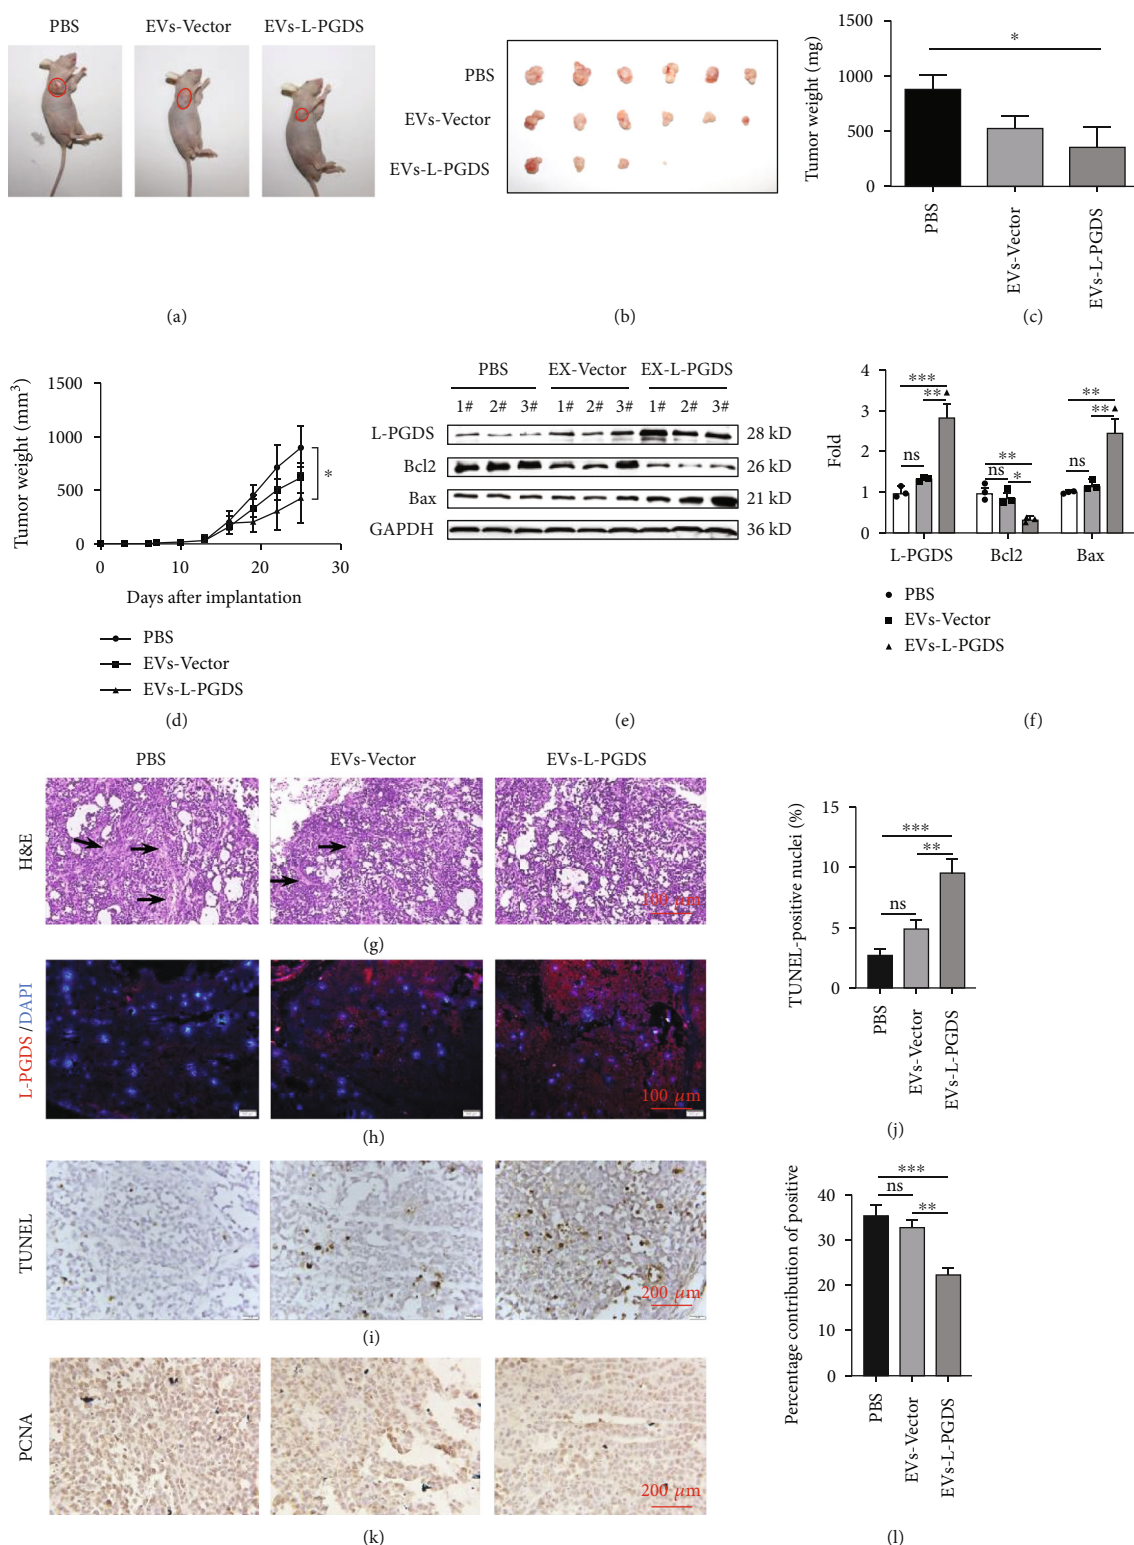 PBS EVs-Vector EVs-L-PGDS
(a)
PBS
EVs-Vector
EVs-L-PGDS
(b)
Tumor weight (mg)
1500
1000
500
0
*
PBS
EVs-Vector
EVs-L-PGDS
(c)
Tumor weight (mm³)
1500
1000
500
0
*
0 10 20 30
Days after implantation
PBS
EVs-Vector
EVs-L-PGDS
(d)
PBS EX-Vector EX-L-PGDS
1# 2# 3# 1# 2# 3# 1# 2# 3#
L-PGDS 28 kD
Bcl2 26 kD
Bax 21 kD
GAPDH 36 kD
(e)
Fold
4
3
2
1
0
*** ** ns
** ns *
** ** ns
L-PGDS Bcl2 Bax
PBS
EVs-Vector
EVs-L-PGDS
(f)
PBS EVs-Vector EVs-L-PGDS
H&E
100 µm
(g)
L-PGDS/DAPI
100 µm
(h)
TUNEL
200 µm
(i)
TUNEL-positive nuclei (%)
15
10
5
0
***
**
ns
PBS
EVs-Vector
EVs-L-PGDS
(j)
PCNA
200 µm
(k)
Percentage contribution of positive
40
30
20
10
0
***
ns
**
PBS
EVs-Vector
EVs-L-PGDS
(l)